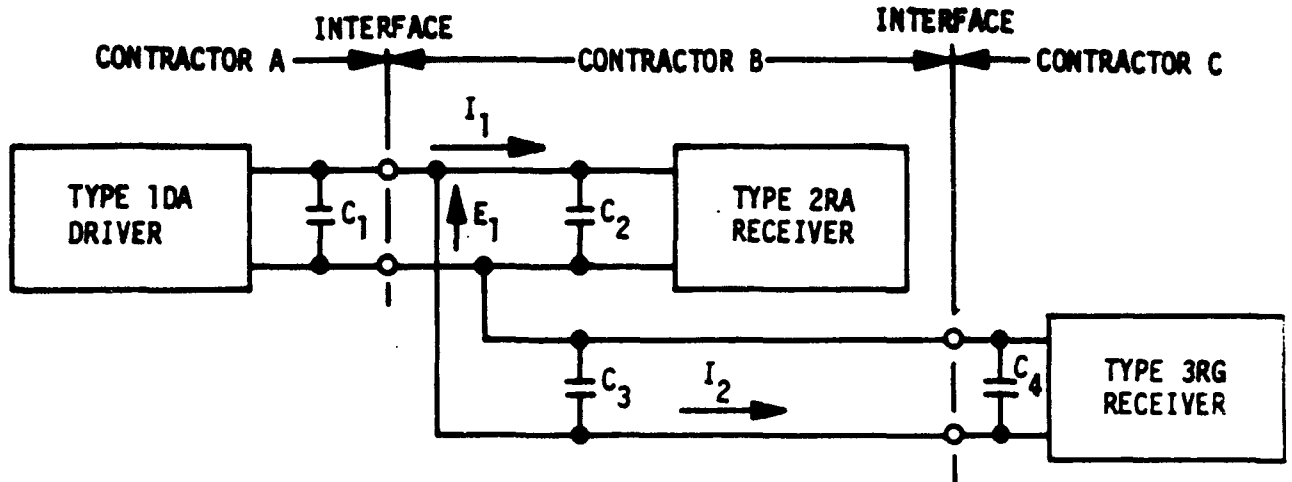 INTERFACE
INTERFACE
CONTRACTOR A
CONTRACTOR B
CONTRACTOR C
I1
TYPE 1DA
DRIVER
C1
E1
C2
TYPE 2RA
RECEIVER
C3
I2
C4
TYPE 3RG
RECEIVER